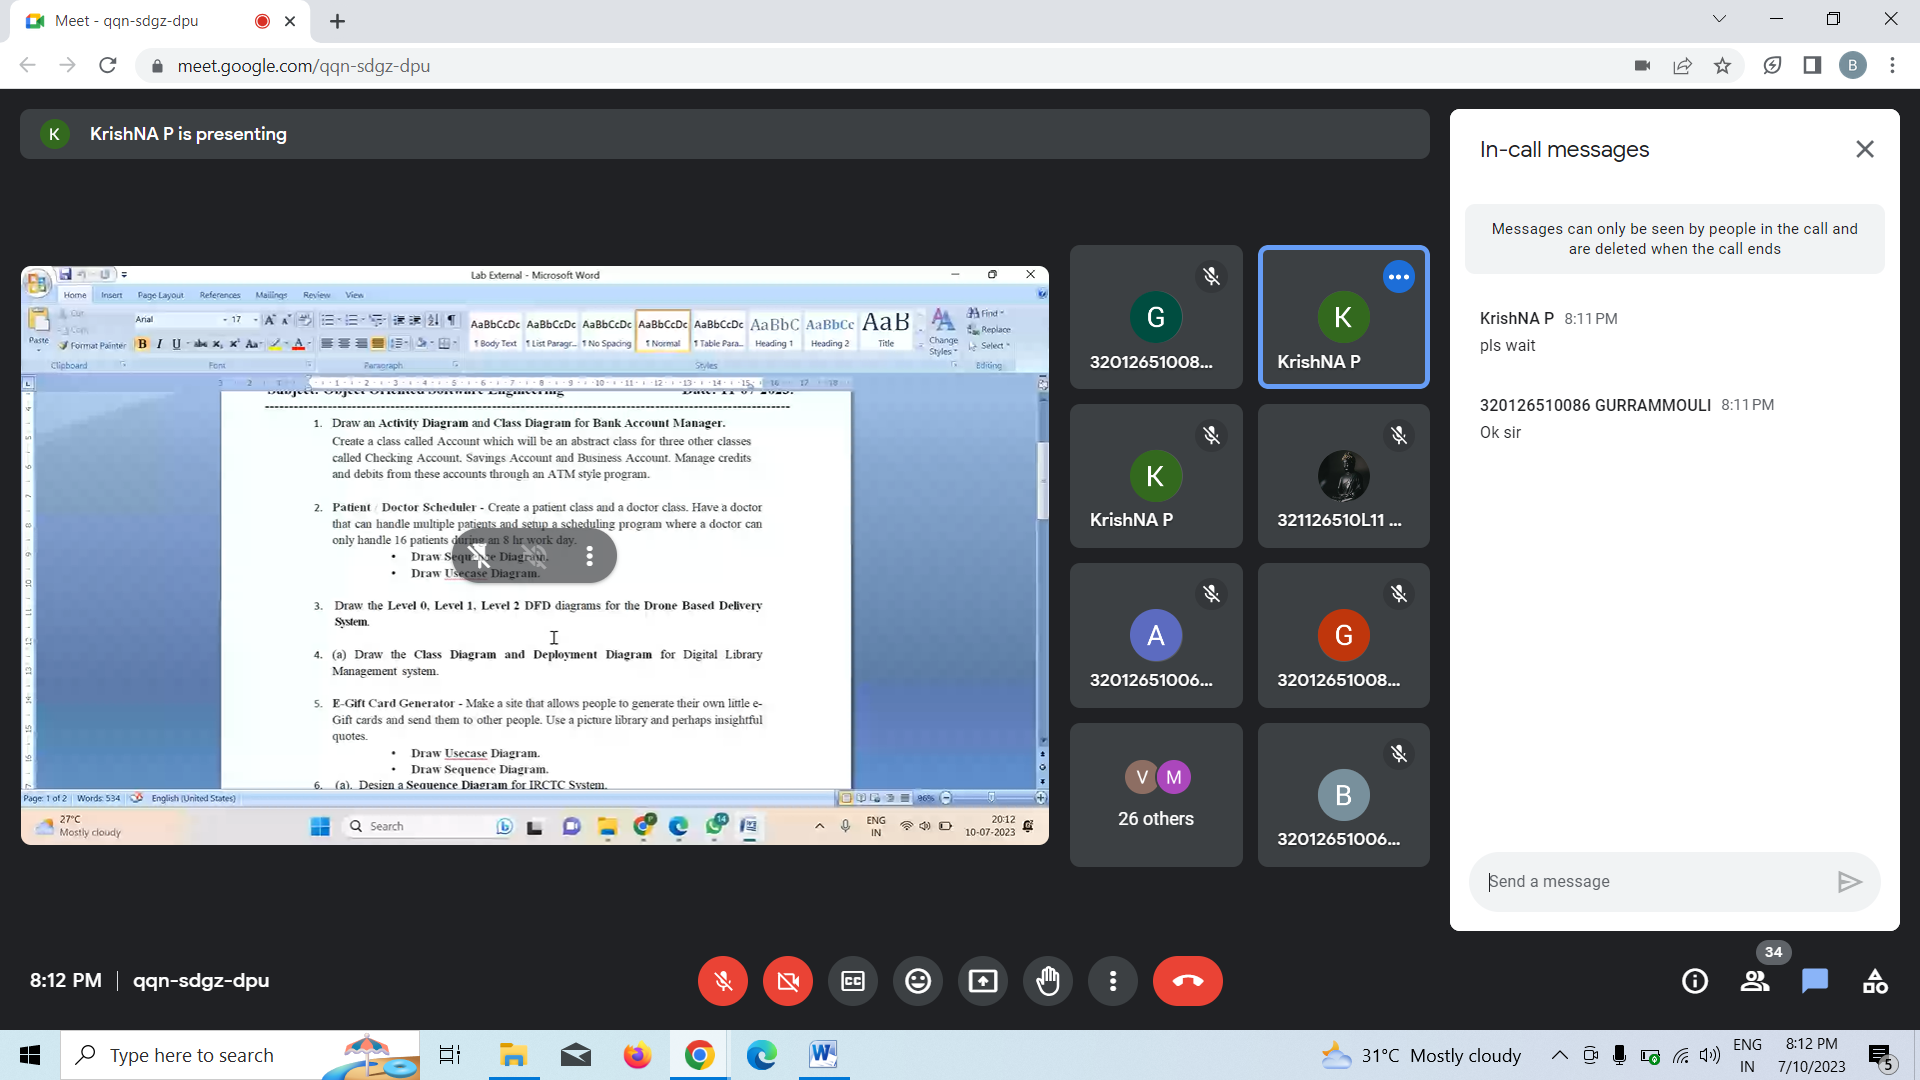 Meet - qqn-sdgz-dpu
meet.google.com/qqn-sdgz-dpu
B
K
KrishNA P is presenting
Lab External - Microsoft Word
Home Insert Page Layout References Mailings Review View
Paste
Cut
Copy
Format Painter
Clipboard
Arial 17
B I U abc
Font
Paragraph
AaBbCcDc AaBbCcDc AaBbCcDc AaBbCcDc AaBbCcDc AaBbC AaBbCc AaB
¶ Body Text ¶ List Paragr... ¶ No Spacing ¶ Normal ¶ Table Para... Heading 1 Heading 2 Title
Change Styles
Styles
Find
Replace
Select
Editing
Subject: Object Oriented Software Engineering Date: 11-07-2023.
1. Draw an Activity Diagram and Class Diagram for Bank Account Manager.
Create a class called Account which will be an abstract class for three other classes
called Checking Account, Savings Account and Business Account. Manage credits
and debits from these accounts through an ATM style program.
2. Patient / Doctor Scheduler - Create a patient class and a doctor class. Have a doctor
that can handle multiple patients and setup a scheduling program where a doctor can
only handle 16 patients during an 8 hr work day.
• Draw Sequence Diagram.
• Draw Usecase Diagram.
3. Draw the Level 0, Level 1, Level 2 DFD diagrams for the Drone Based Delivery
System.
4. (a) Draw the Class Diagram and Deployment Diagram for Digital Library
Management system.
5. E-Gift Card Generator - Make a site that allows people to generate their own little e-
Gift cards and send them to other people. Use a picture library and perhaps insightful
quotes.
• Draw Usecase Diagram.
• Draw Sequence Diagram.
6. (a). Design a Sequence Diagram for IRCTC System.
Page: 1 of 2 Words: 534 English (United States) 96%
27°C
Mostly cloudy
Search
14
ENG
IN
20:12
10-07-2023
G
32012651008...
K
KrishNA P
K
KrishNA P
321126510L11 ...
A
32012651006...
G
32012651008...
V M
26 others
B
32012651006...
In-call messages
Messages can only be seen by people in the call and
are deleted when the call ends
KrishNA P 8:11 PM
pls wait
320126510086 GURRAMMOULI 8:11 PM
Ok sir
Send a message
8:12 PM | qqn-sdgz-dpu
34
Type here to search
31°C Mostly cloudy
ENG
IN
8:12 PM
7/10/2023
5